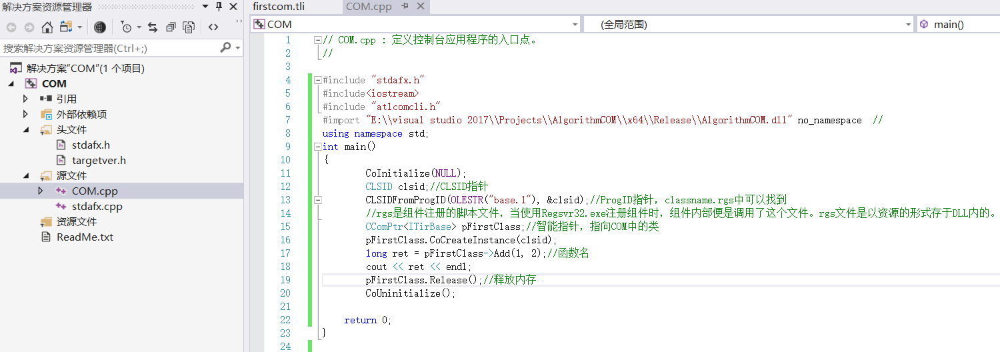 解决方案资源管理器
搜索解决方案资源管理器(Ctrl+;)
解决方案"COM"(1 个项目)
COM
引用
外部依赖项
头文件
stdafx.h
targetver.h
源文件
COM.cpp
stdafx.cpp
资源文件
ReadMe.txt
firstcom.tli
COM.cpp
COM
(全局范围)
main()
1 // COM.cpp : 定义控制台应用程序的入口点。
2 //
3
4 #include "stdafx.h"
5 #include<iostream>
6 #include "atlcomcli.h"
7 #import "E:\\visual studio 2017\\Projects\\AlgorithmCOM\\x64\\Release\\AlgorithmCOM.dll" no_namespace //
8 using namespace std;
9 int main()
10 {
11 CoInitialize(NULL);
12 CLSID clsid;//CLSID指针
13 CLSIDFromProgID(OLESTR("base.1"), &clsid);//ProgID指针，classname.rgs中可以找到
14 //rgs是组件注册的脚本文件，当使用Regsvr32.exe注册组件时，组件内部便是调用了这个文件。rgs文件是以资源的形式存于DLL内的。
15 CComPtr<ITirBase> pFirstClass;//智能指针，指向COM中的类
16 pFirstClass.CoCreateInstance(clsid);
17 long ret = pFirstClass->Add(1, 2);//函数名
18 cout << ret << endl;
19 pFirstClass.Release();//释放内存
20 CoUninitialize();
21
22 return 0;
23 }
24